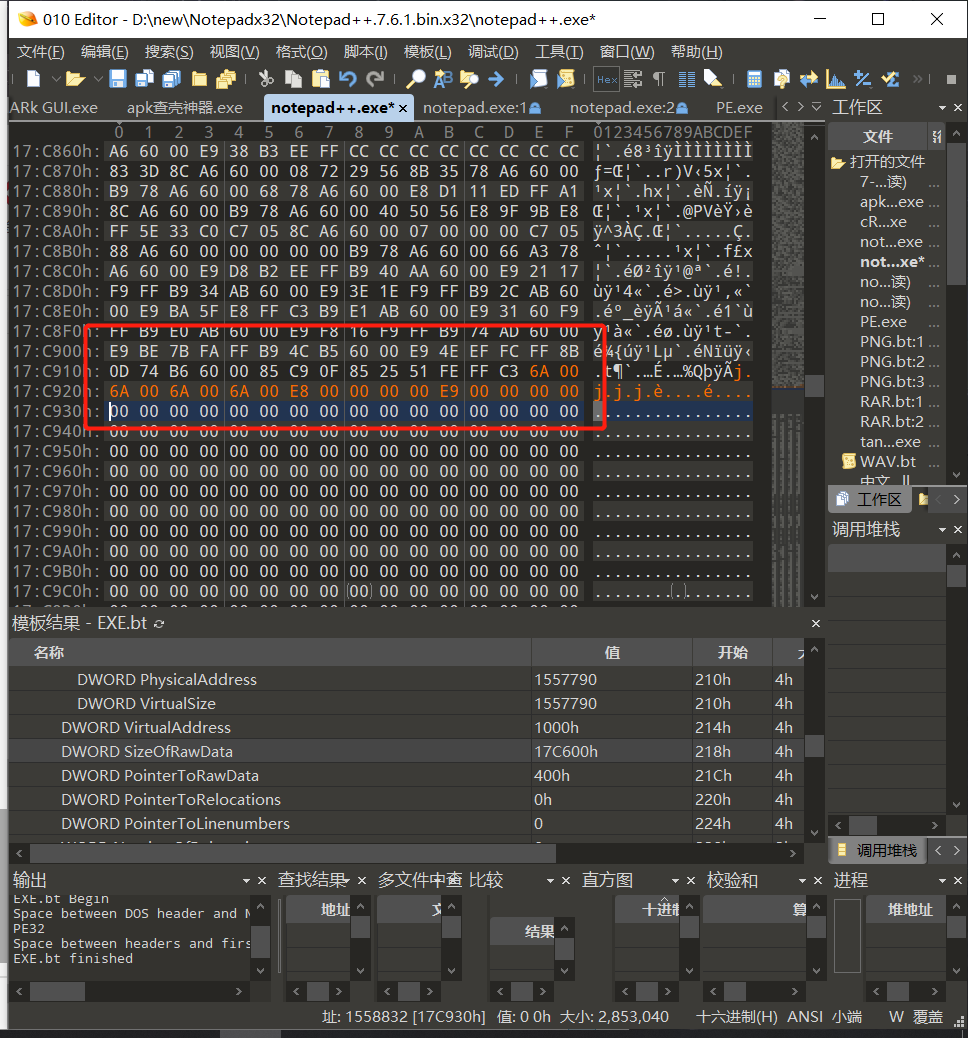 010 Editor - D:\new\Notepadx32\Notepad++.7.6.1.bin.x32\notepad++.exe*
文件(F) 编辑(E) 搜索(S) 视图(V) 格式(O) 脚本(I) 模板(L) 调试(D) 工具(T) 窗口(W) 帮助(H)
ARk GUI.exe apk查壳神器.exe notepad++.exe* notepad.exe:1 notepad.exe:2 PE.exe
工作区
0 1 2 3 4 5 6 7 8 9 A B C D E F 0123456789ABCDEF
17:C860h: A6 60 00 E9 38 B3 EE FF CC CC CC CC CC CC CC CC ¦`.é8³îÿÌÌÌÌÌÌÌÌ
17:C870h: 83 3D 8C A6 60 00 08 72 29 56 8B 35 78 A6 60 00 ƒ=Œ¦`..r)V‹5x¦`.
17:C880h: B9 78 A6 60 00 68 78 A6 60 00 E8 D1 11 ED FF A1 ¹x¦`.hx¦`.èÑ.íÿ¡
17:C890h: 8C A6 60 00 B9 78 A6 60 00 40 50 56 E8 9F 9B E8 Œ¦`.¹x¦`.@PVèŸ›è
17:C8A0h: FF 5E 33 C0 C7 05 8C A6 60 00 07 00 00 00 C7 05 ÿ^3ÀÇ.Œ¦`.....Ç.
17:C8B0h: 88 A6 60 00 00 00 00 00 B9 78 A6 60 00 66 A3 78 ˆ¦`.....¹x¦`.f£x
17:C8C0h: A6 60 00 E9 D8 B2 EE FF B9 40 AA 60 00 E9 21 17 ¦`.éØ²îÿ¹@ª`.é!.
17:C8D0h: F9 FF B9 34 AB 60 00 E9 3E 1E F9 FF B9 2C AB 60 ùÿ¹4«`.é>.ùÿ¹,«`
17:C8E0h: 00 E9 BA 5F E8 FF C3 B9 E1 AB 60 00 E9 31 60 F9 .éº_èÿÃ¹á«`.é1`ù
17:C8F0h: FF B9 E0 AB 60 00 E9 F8 16 F9 FF B9 74 AD 60 00 ÿ¹à«`.éø.ùÿ¹t-`.
17:C900h: E9 BE 7B FA FF B9 4C B5 60 00 E9 4E EF FC FF 8B é¾{úÿ¹Lµ`.éNïüÿ‹
17:C910h: 0D 74 B6 60 00 85 C9 0F 85 25 51 FE FF C3 6A 00 .t¶`.…É.…%QþÿÃj.
17:C920h: 6A 00 6A 00 6A 00 E8 00 00 00 00 E9 00 00 00 00 j.j.j.è....é....
17:C930h: 00 00 00 00 00 00 00 00 00 00 00 00 00 00 00 00 ................
17:C940h: 00 00 00 00 00 00 00 00 00 00 00 00 00 00 00 00 ................
17:C950h: 00 00 00 00 00 00 00 00 00 00 00 00 00 00 00 00 ................
17:C960h: 00 00 00 00 00 00 00 00 00 00 00 00 00 00 00 00 ................
17:C970h: 00 00 00 00 00 00 00 00 00 00 00 00 00 00 00 00 ................
17:C980h: 00 00 00 00 00 00 00 00 00 00 00 00 00 00 00 00 ................
17:C990h: 00 00 00 00 00 00 00 00 00 00 00 00 00 00 00 00 ................
17:C9A0h: 00 00 00 00 00 00 00 00 00 00 00 00 00 00 00 00 ................
17:C9B0h: 00 00 00 00 00 00 00 00 00 00 00 00 00 00 00 00 ................
17:C9C0h: 00 00 00 00 00 00 00 00 00 00 00 00 00 00 00 00 ................
文件
打开的文件
7-...读) ...
apk...exe ...
cR...xe ...
not...exe ...
not...xe* ...
no...读) ...
no...读) ...
PE.exe ...
PNG.bt:1 ...
PNG.bt:2 ...
PNG.bt:3 ...
RAR.bt:1 ...
RAR.bt:2 ...
tan...exe ...
WAV.bt ...
工作区
调用堆栈
调用堆栈
模板结果 - EXE.bt
名称 值 开始
DWORD PhysicalAddress 1557790 210h 4h
DWORD VirtualSize 1557790 210h 4h
DWORD VirtualAddress 1000h 214h 4h
DWORD SizeOfRawData 17C600h 218h 4h
DWORD PointerToRawData 400h 21Ch 4h
DWORD PointerToRelocations 0h 220h 4h
DWORD PointerToLinenumbers 0 224h 4h
输出 查找结果 多文件中查 比较 直方图 校验和 进程
EXE.bt Begin
Space between DOS header and
PE32
Space between headers and firs
EXE.bt finished
地址 结果 十进制 算 堆地址
址: 1558832 [17C930h] 值: 0 0h 大小: 2,853,040 十六进制(H) ANSI 小端 W 覆盖